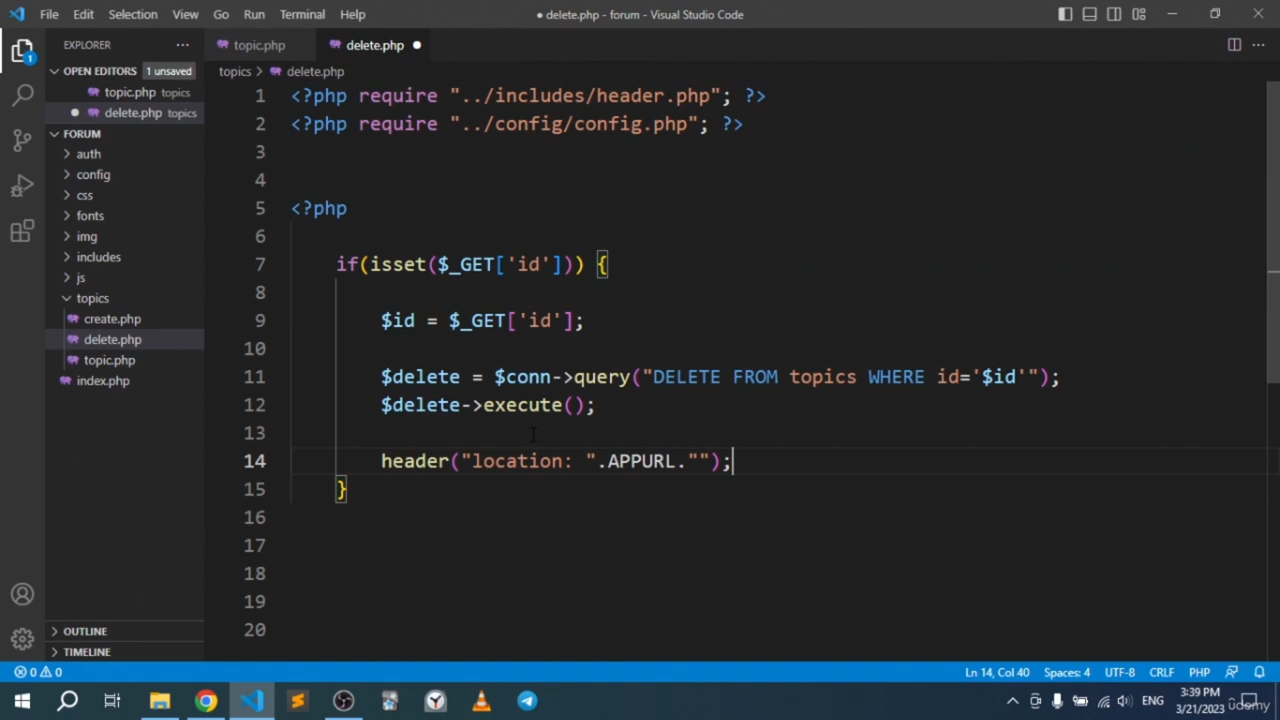 File Edit Selection View Go Run Terminal Help
● delete.php - forum - Visual Studio Code
EXPLORER
topic.php
delete.php
OPEN EDITORS 1 unsaved
topics > delete.php
topic.php topics
delete.php topics
FORUM
auth
config
css
fonts
img
includes
js
topics
create.php
delete.php
topic.php
index.php
OUTLINE
TIMELINE
1 <?php require "../includes/header.php"; ?>
2 <?php require "../config/config.php"; ?>
3
4
5 <?php
6
7 if(isset($_GET['id'])) {
8
9 $id = $_GET['id'];
10
11 $delete = $conn->query("DELETE FROM topics WHERE id='$id'");
12 $delete->execute();
13
14 header("location: ".APPURL."");
15 }
16
17
18
19
20
1
0 0
Ln 14, Col 40 Spaces: 4 UTF-8 CRLF PHP
ENG
3:39 PM
3/21/2023
udemy